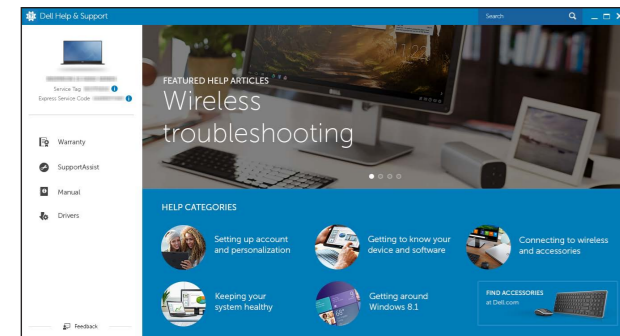 Dell Help & Support
Search
Service Tag
Express Service Code
Warranty
SupportAssist
Manual
Drivers
Feedback
FEATURED HELP ARTICLES
Wireless
troubleshooting
HELP CATEGORIES
Setting up account
and personalization
Getting to know your
device and software
Connecting to wireless
and accessories
Keeping your
system healthy
Getting around
Windows 8.1
FIND ACCESSORIES
at Dell.com